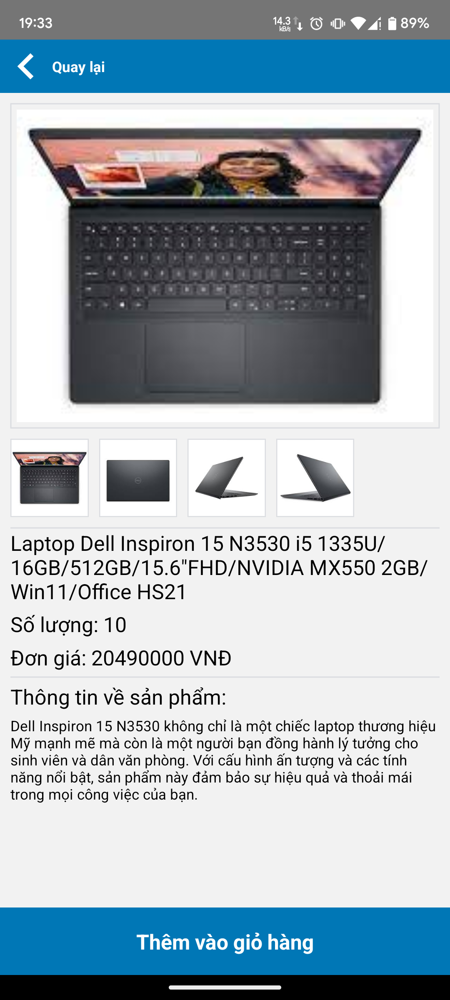 19:33
14.3
kB/s
89%
Quay lại
Laptop Dell Inspiron 15 N3530 i5 1335U/
16GB/512GB/15.6"FHD/NVIDIA MX550 2GB/
Win11/Office HS21
Số lượng: 10
Đơn giá: 20490000 VNĐ
Thông tin về sản phẩm:
Dell Inspiron 15 N3530 không chỉ là một chiếc laptop thương hiệu
Mỹ mạnh mẽ mà còn là một người bạn đồng hành lý tưởng cho
sinh viên và dân văn phòng. Với cấu hình ấn tượng và các tính
năng nổi bật, sản phẩm này đảm bảo sự hiệu quả và thoải mái
trong mọi công việc của bạn.
Thêm vào giỏ hàng